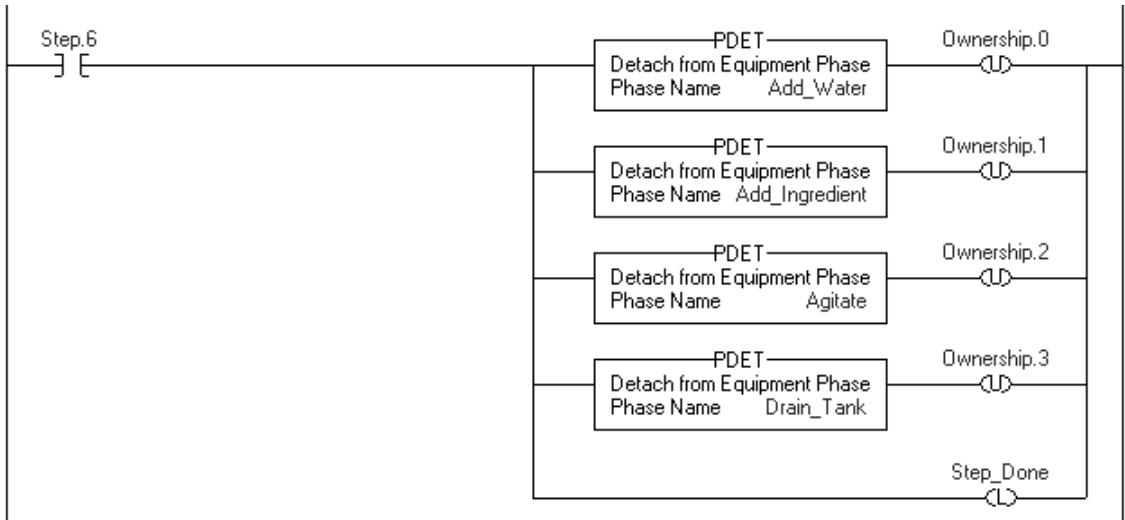 Step.6
PDET
Ownership.0
Detach from Equipment Phase
U
Phase Name Add_Water
PDET
Ownership.1
Detach from Equipment Phase
U
Phase Name Add_Ingredient
PDET
Ownership.2
Detach from Equipment Phase
U
Phase Name Agitate
PDET
Ownership.3
Detach from Equipment Phase
U
Phase Name Drain_Tank
Step_Done
L